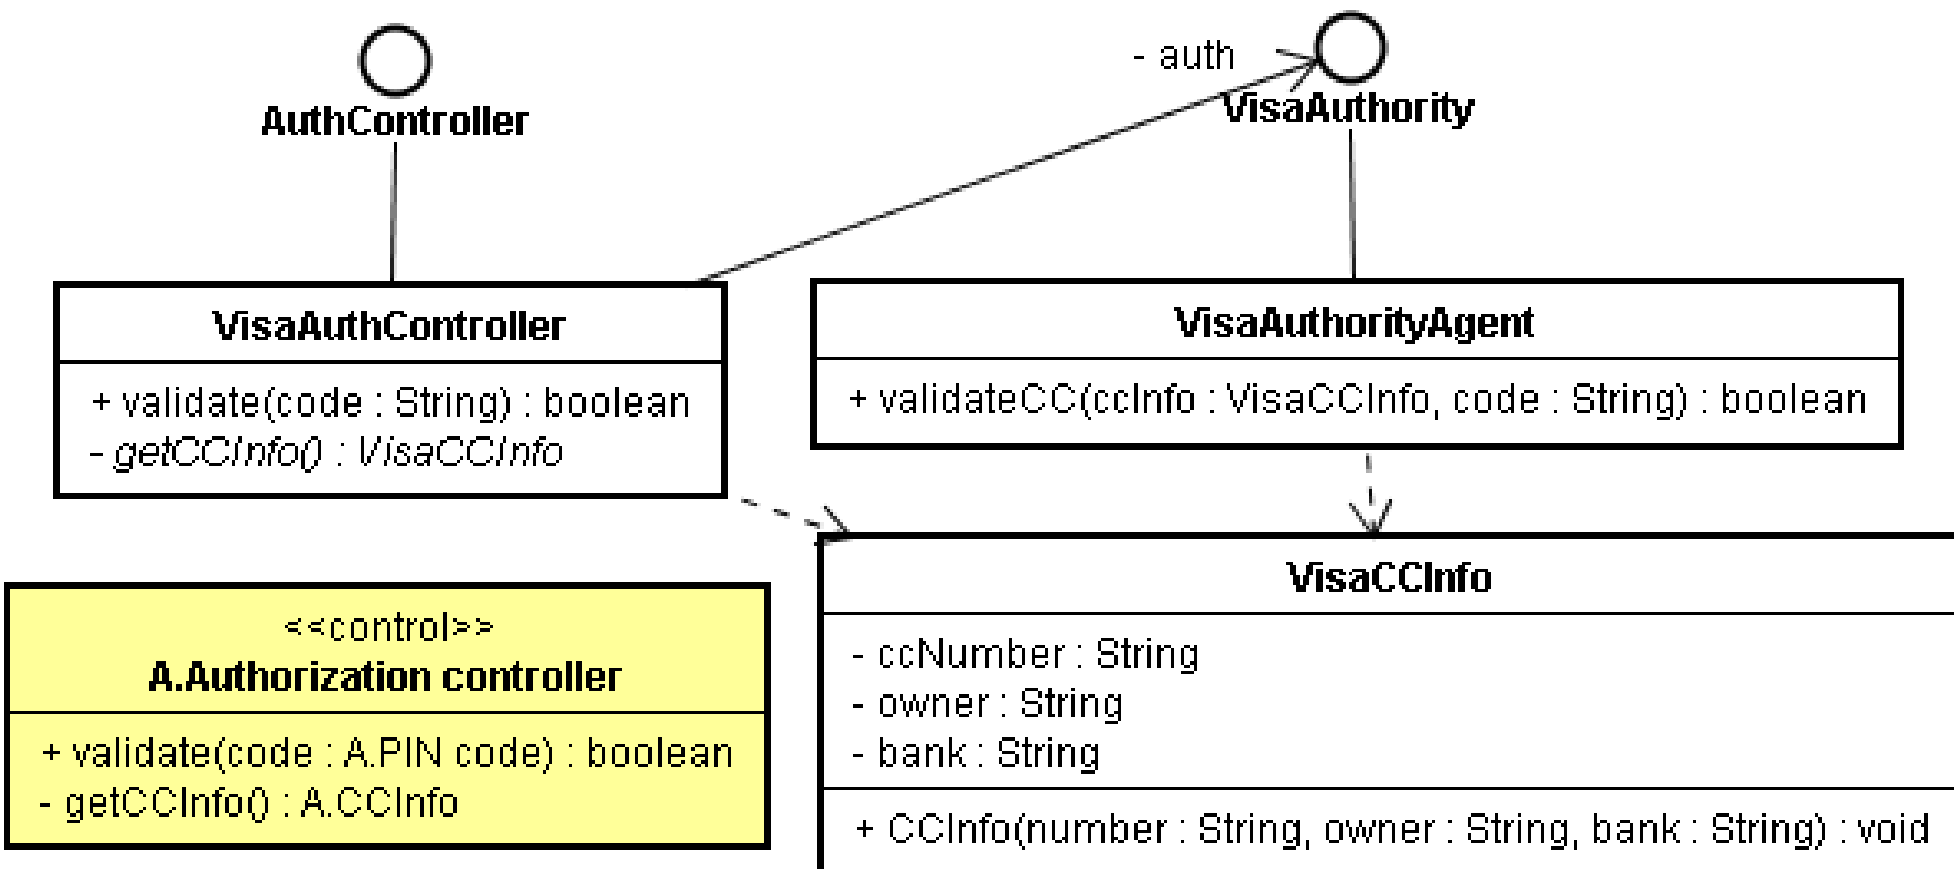 - auth
AuthController
VisaAuthority
VisaAuthController
+ validate(code : String) : boolean
- getCCInfo() : VisaCCInfo
VisaAuthorityAgent
+ validateCC(ccInfo : VisaCCInfo, code : String) : boolean
<<control>>
A.Authorization controller
+ validate(code : A.PIN code) : boolean
- getCCInfo() : A.CCInfo
VisaCCInfo
- ccNumber : String
- owner : String
- bank : String
+ CCInfo(number : String, owner : String, bank : String) : void